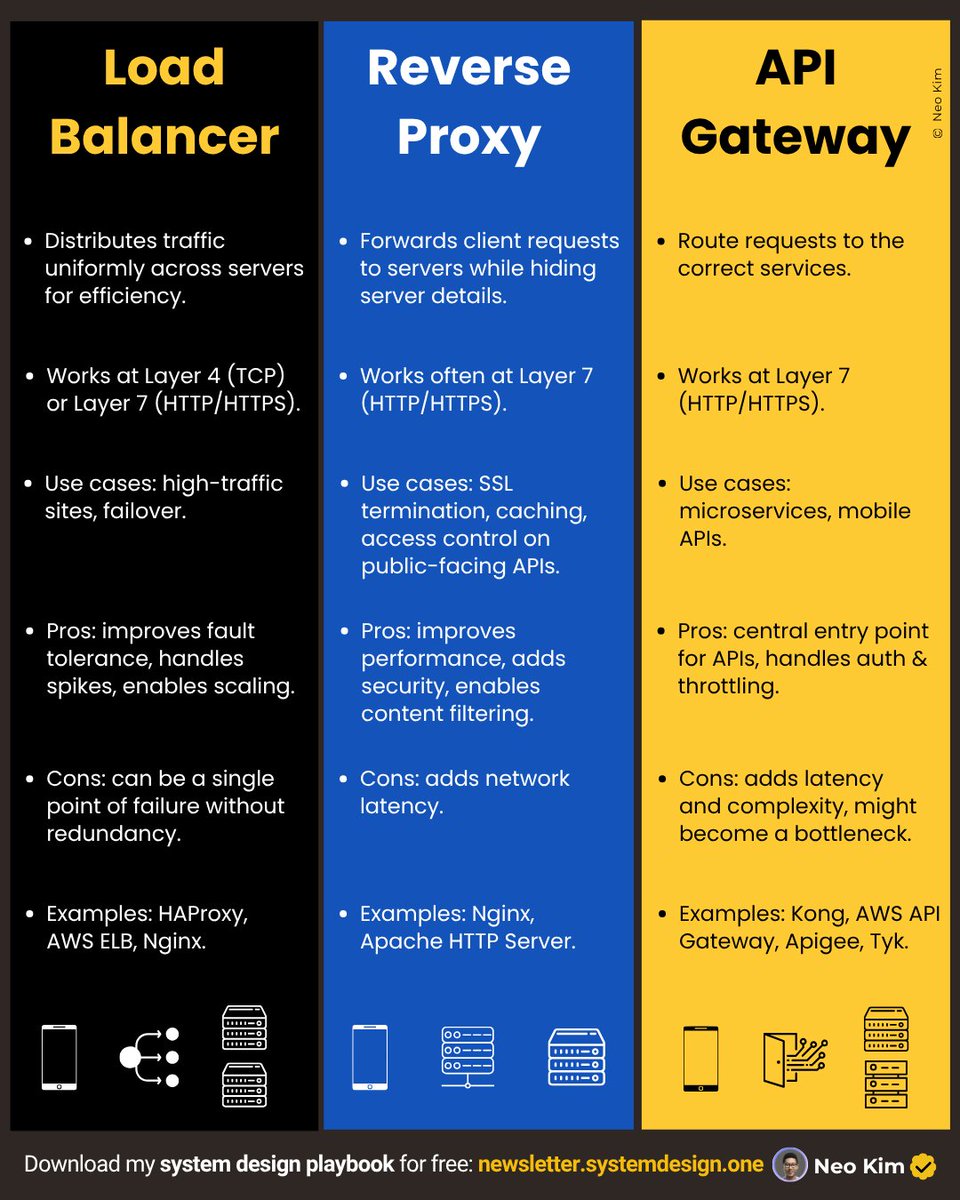 Load
Balancer
• Distributes traffic
uniformly across servers
for efficiency.
• Works at Layer 4 (TCP)
or Layer 7 (HTTP/HTTPS).
• Use cases: high-traffic
sites, failover.
• Pros: improves fault
tolerance, handles
spikes, enables scaling.
• Cons: can be a single
point of failure without
redundancy.
• Examples: HAProxy,
AWS ELB, Nginx.
Reverse
Proxy
• Forwards client requests
to servers while hiding
server details.
• Works often at Layer 7
(HTTP/HTTPS).
• Use cases: SSL
termination, caching,
access control on
public-facing APIs.
• Pros: improves
performance, adds
security, enables
content filtering.
• Cons: adds network
latency.
• Examples: Nginx,
Apache HTTP Server.
API
Gateway
© Neo Kim
• Route requests to the
correct services.
• Works at Layer 7
(HTTP/HTTPS).
• Use cases:
microservices, mobile
APIs.
• Pros: central entry point
for APIs, handles auth &
throttling.
• Cons: adds latency
and complexity, might
become a bottleneck.
• Examples: Kong, AWS API
Gateway, Apigee, Tyk.
Download my system design playbook for free: newsletter.systemdesign.one Neo Kim